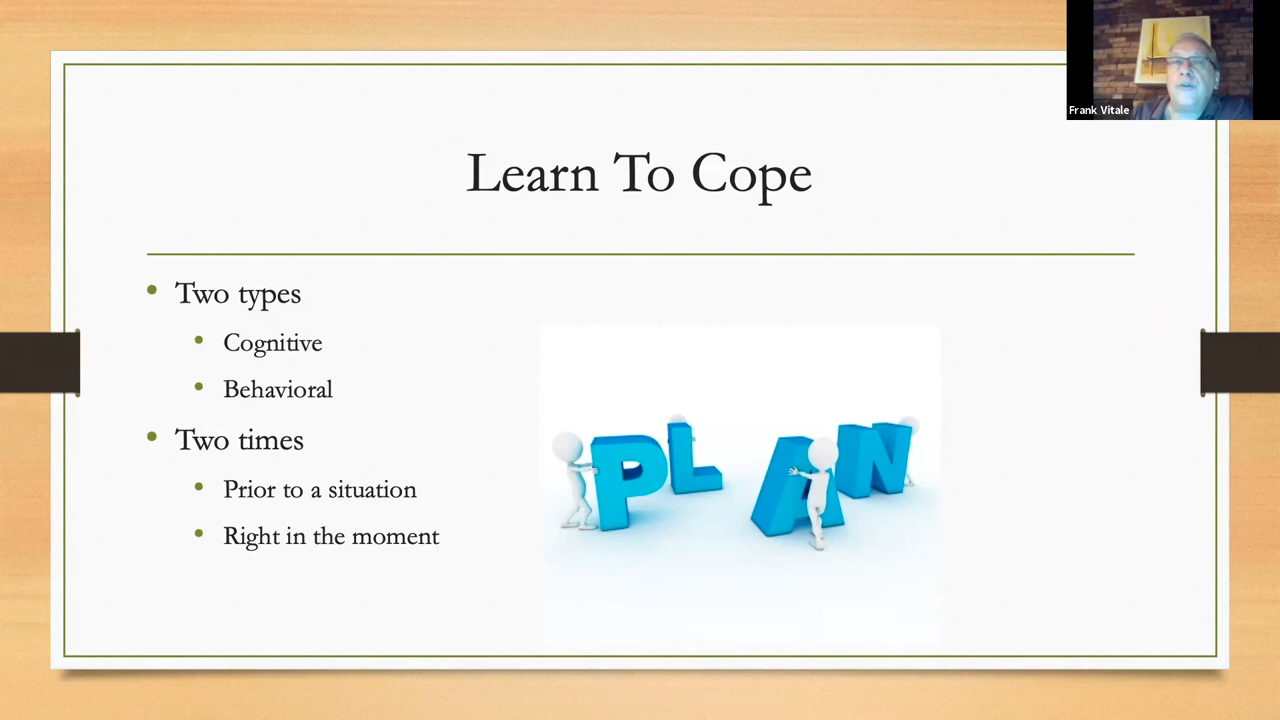 Frank Vitale
Learn To Cope
Two types
Cognitive
Behavioral
Two times
Prior to a situation
Right in the moment
PLAN